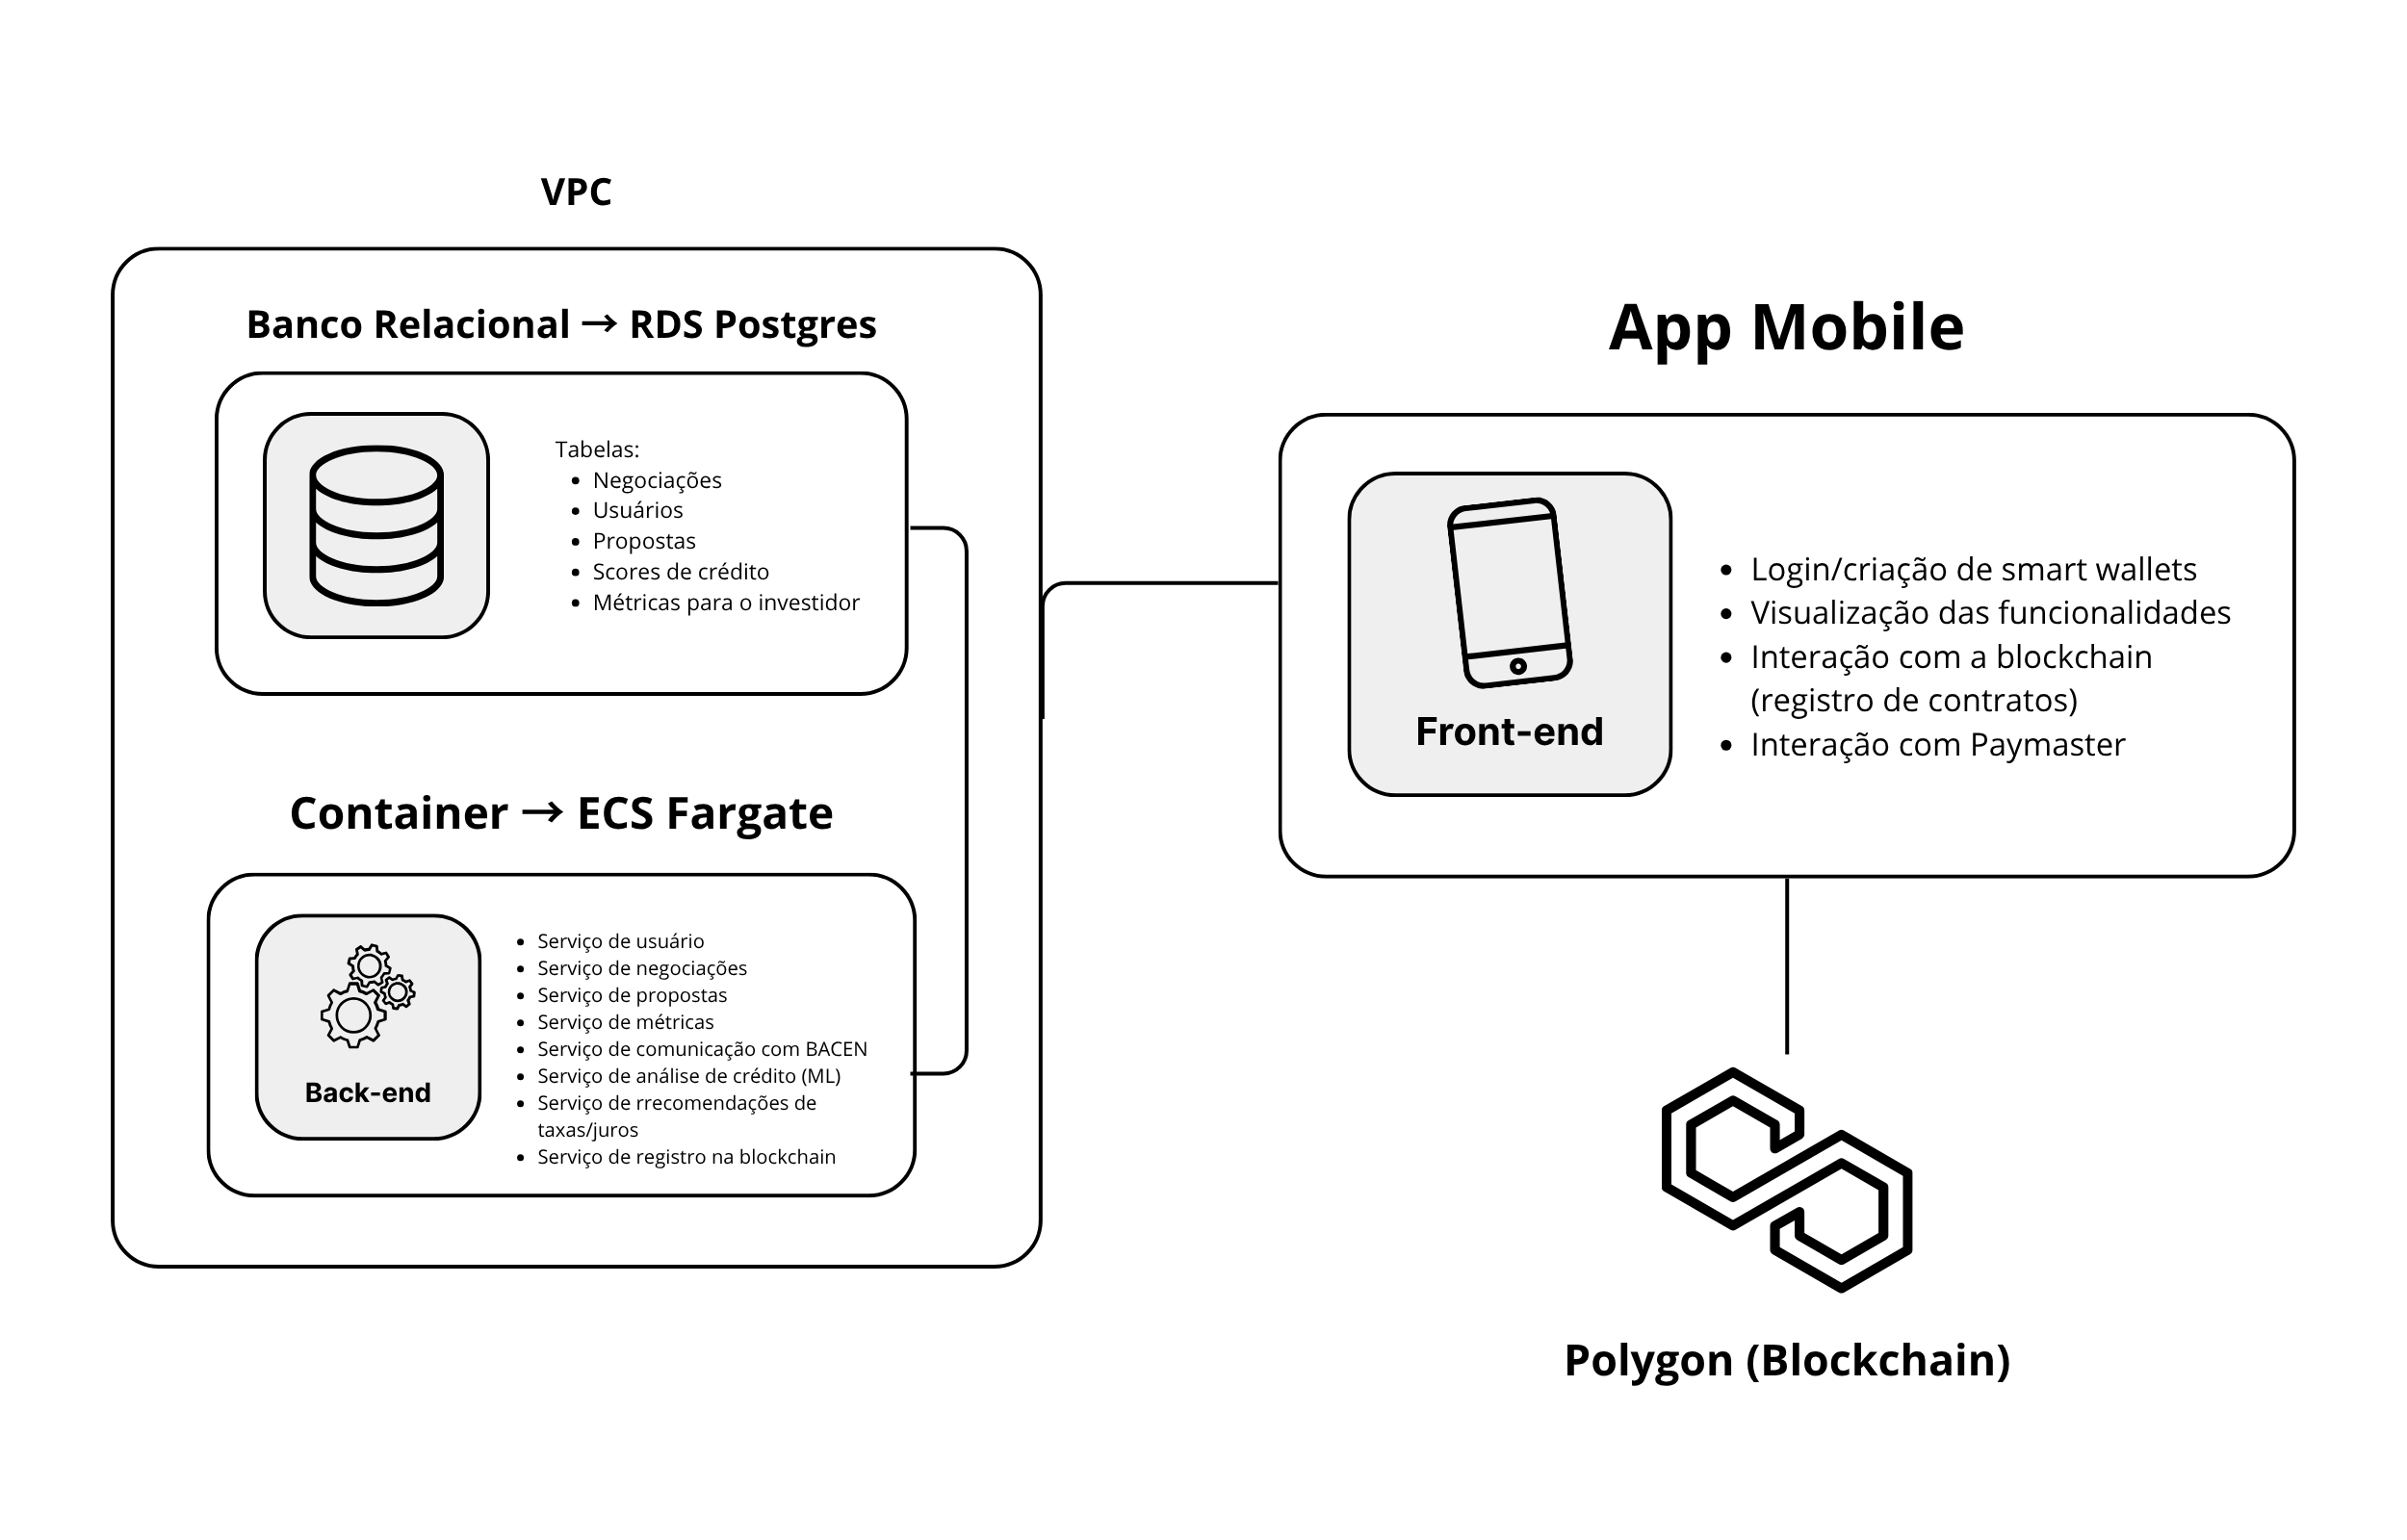 VPC
Banco Relacional → RDS Postgres
Tabelas:
• Negociações
• Usuários
• Propostas
• Scores de crédito
• Métricas para o investidor
Container → ECS Fargate
Back-end
• Serviço de usuário
• Serviço de negociações
• Serviço de propostas
• Serviço de métricas
• Serviço de comunicação com BACEN
• Serviço de análise de crédito (ML)
• Serviço de rrecomendações de
taxas/juros
• Serviço de registro na blockchain
App Mobile
Front-end
• Login/criação de smart wallets
• Visualização das funcionalidades
• Interação com a blockchain
(registro de contratos)
• Interação com Paymaster
Polygon (Blockchain)